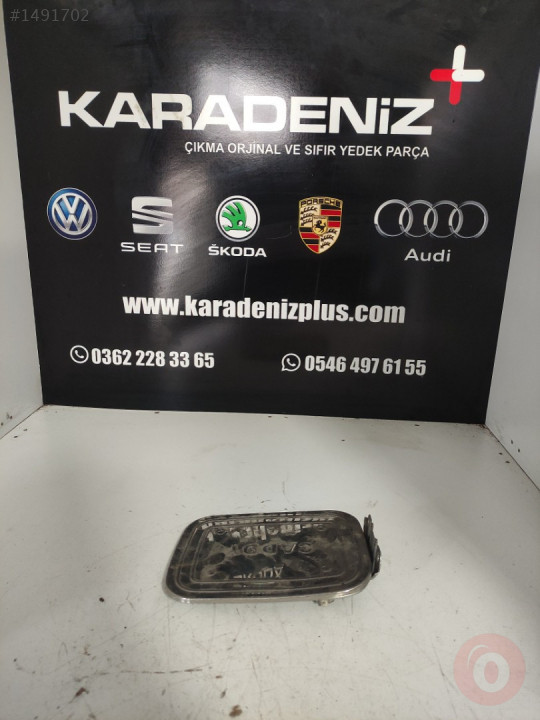 #1491702
KARADENİZ
ÇIKMA ORJİNAL VE SIFIR YEDEK PARÇA
SEAT
ŠKODA
PORSCHE
Audi
www.karadenizplus.com
0362 228 33 65
0546 497 61 55